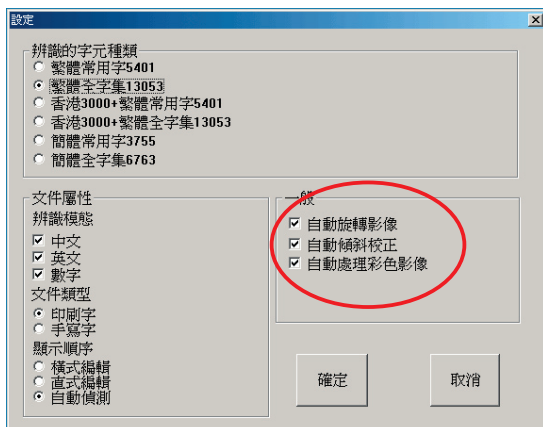 設定
辨識的字元種類
繁體常用字5401
繁體全字集13053
香港3000+繁體常用字5401
香港3000+繁體全字集13053
簡體常用字3755
簡體全字集6763
文件屬性
辨識模態
中文
英文
數字
文件類型
印刷字
手寫字
顯示順序
橫式編輯
直式編輯
自動偵測
一般
自動旋轉影像
自動傾斜校正
自動處理彩色影像
確定
取消